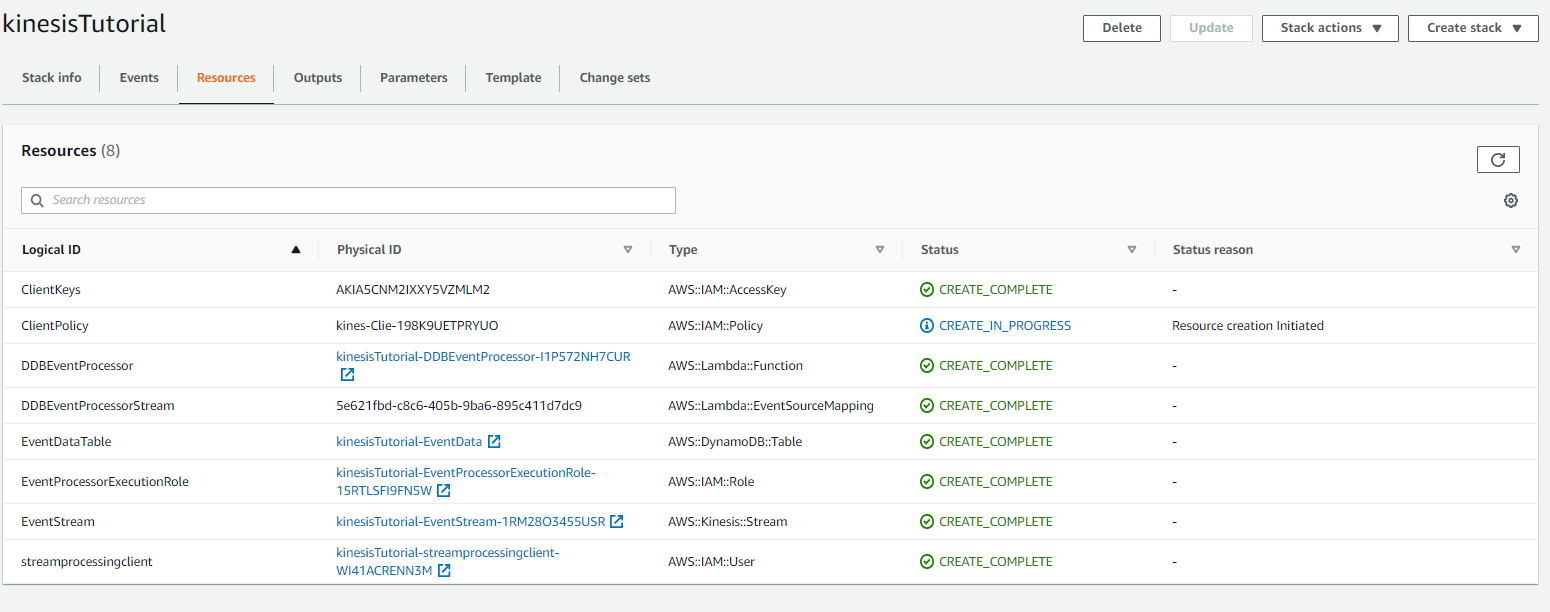 kinesisTutorial
Delete Update Stack actions Create stack
Stack info Events Resources Outputs Parameters Template Change sets
Resources (8)
Search resources
Logical ID Physical ID Type Status Status reason
ClientKeys AKIA5CNM2IXXY5VZMLM2 AWS::IAM::AccessKey CREATE_COMPLETE -
ClientPolicy kines-Clie-198K9UETPRYUO AWS::IAM::Policy CREATE_IN_PROGRESS Resource creation Initiated
kinesisTutorial-DDBEventProcessor-I1P572NH7CUR
DDBEventProcessor AWS::Lambda::Function CREATE_COMPLETE -
DDBEventProcessorStream 5e621fbd-c8c6-405b-9ba6-895c411d7dc9 AWS::Lambda::EventSourceMapping CREATE_COMPLETE -
EventDataTable kinesisTutorial-EventData AWS::DynamoDB::Table CREATE_COMPLETE -
kinesisTutorial-EventProcessorExecutionRole-
EventProcessorExecutionRole AWS::IAM::Role CREATE_COMPLETE -
15RTLSFI9FN5W
EventStream kinesisTutorial-EventStream-1RM28O3455USR AWS::Kinesis::Stream CREATE_COMPLETE -
kinesisTutorial-streamprocessingclient-
streamprocessingclient AWS::IAM::User CREATE_COMPLETE -
WI41ACRENN3M